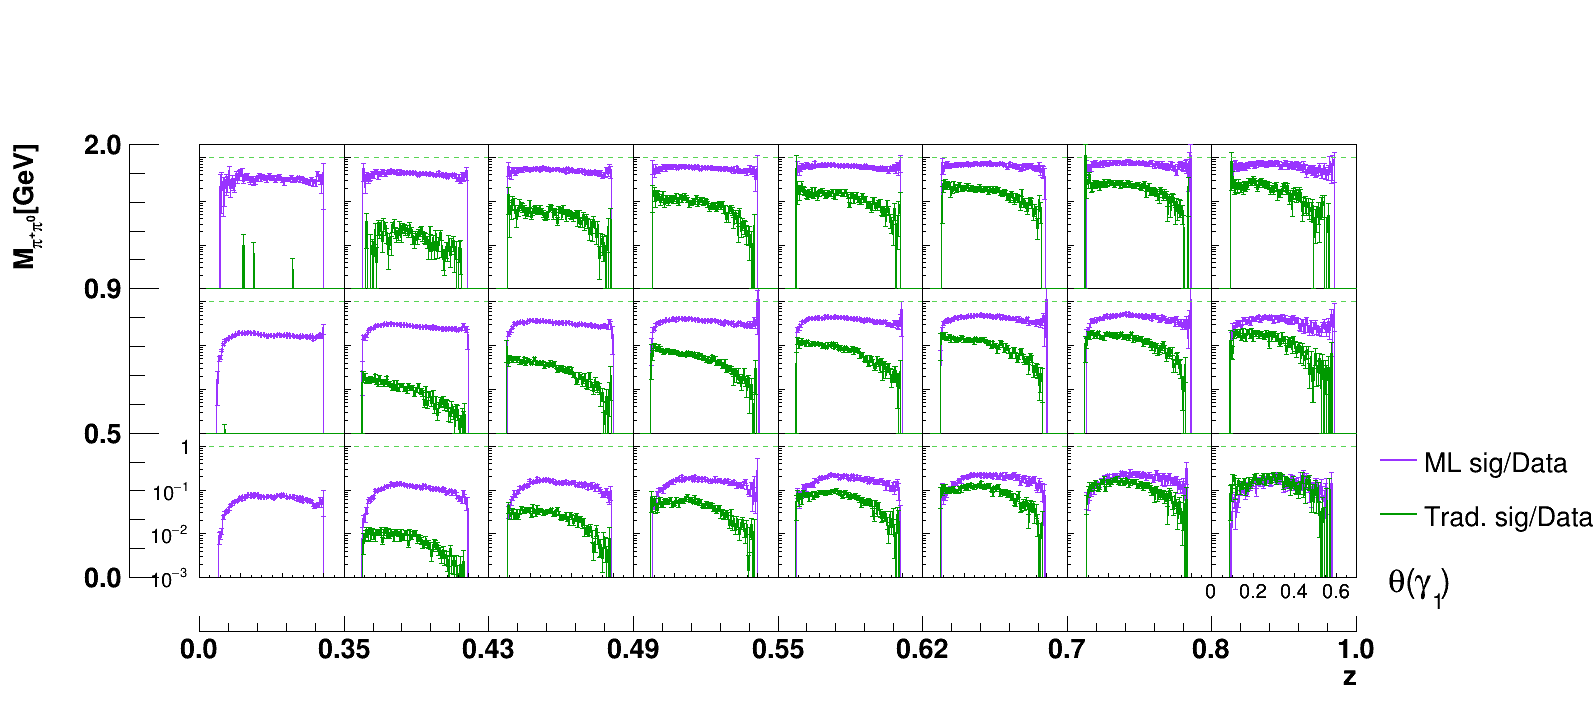 M π⁺π⁰ [GeV]
2.0
0.9
0.5
0.0
1
10⁻¹
10⁻²
10⁻³
ML sig/Data
Trad. sig/Data
0 0.2 0.4 0.6
θ(γ₁)
0.0 0.35 0.43 0.49 0.55 0.62 0.7 0.8 1.0
z